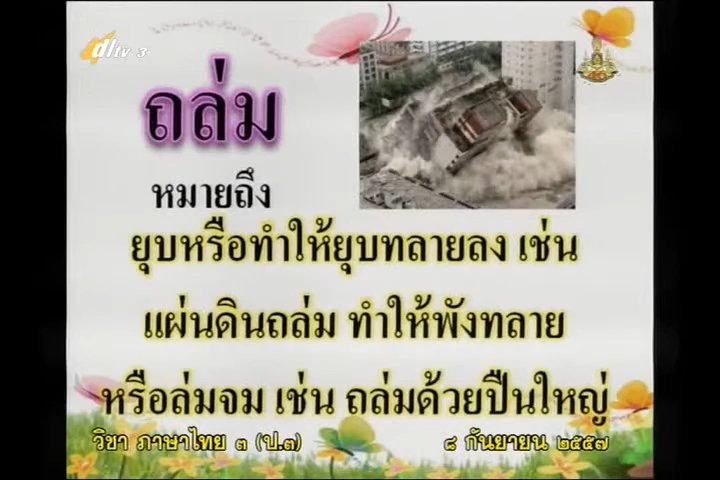 dltv 3
ถล่ม
หมายถึง
ยุบหรือทำให้ยุบทลายลง เช่น
แผ่นดินถล่ม ทำให้พังทลาย
หรือล่มจม เช่น ถล่มด้วยปืนใหญ่
วิชา ภาษาไทย ๓ (ป.๓)
๘ กันยายน ๒๕๕๗